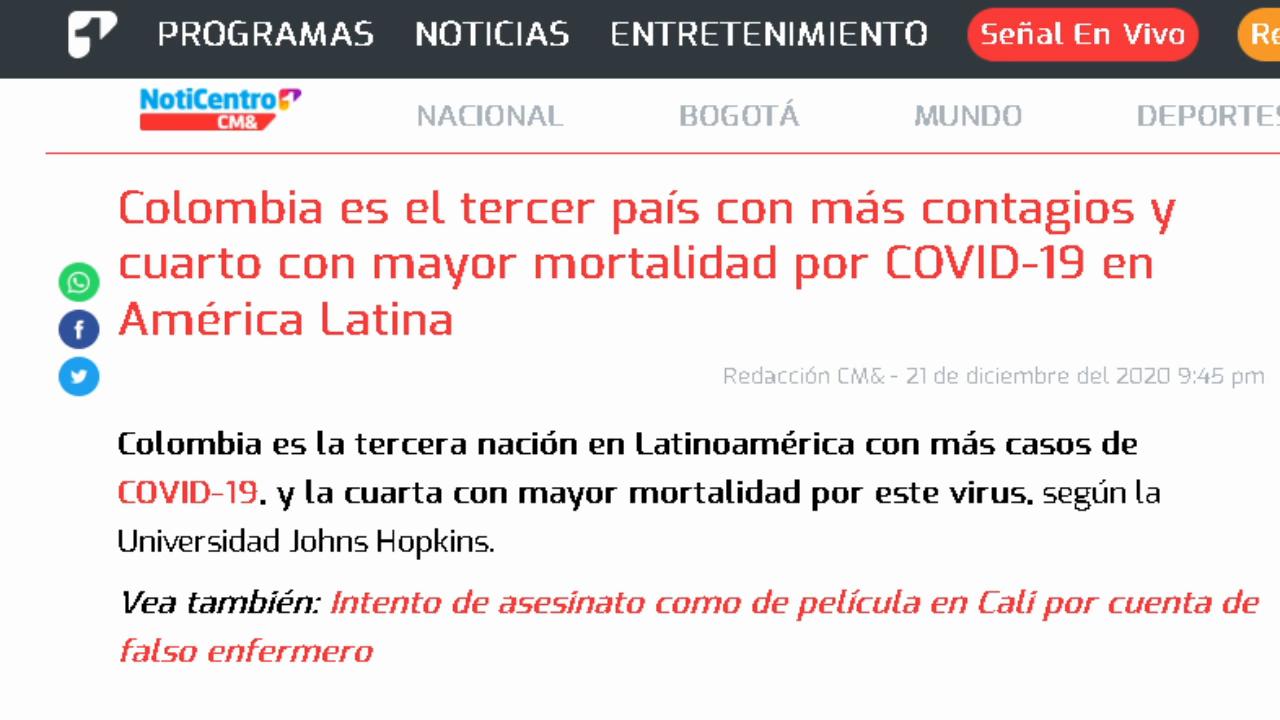 PROGRAMAS NOTICIAS ENTRETENIMIENTO Señal En Vivo Re
NotiCentro 1
CM&
NACIONAL BOGOTÁ MUNDO DEPORTES
Colombia es el tercer país con más contagios y
cuarto con mayor mortalidad por COVID-19 en
América Latina
Redacción CM& - 21 de diciembre del 2020 9:45 pm
Colombia es la tercera nación en Latinoamérica con más casos de
COVID-19, y la cuarta con mayor mortalidad por este virus, según la
Universidad Johns Hopkins.
Vea también: Intento de asesinato como de película en Cali por cuenta de
falso enfermero